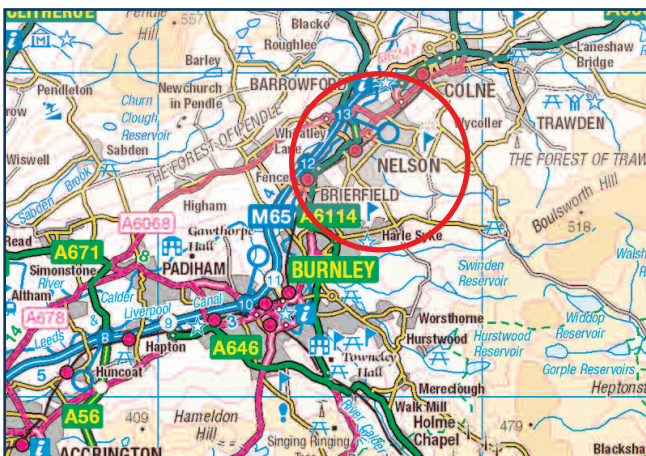 CLITHEROE
Pendle
Hill
557
Blacko
Roughlee
Laneshaw
Bridge
Barley
BARROWFORD
COLNE
Pendleton
Newchurch
in Pendle
13
Churn
Clough
Reservoir
Wheatley
Lane
Wycoller
TRAWDEN
Wiswell
Sabden
THE FOREST OF PENDLE
NELSON
THE FOREST OF TRAW
12
Fence
4
BRIERFIELD
Boulsworth Hill
518
Sabden
Brook
Higham
M65
A6114
A6068
Read
A671
8
Gawthorpe
Hall
Harle Syke
Simonstone
PADIHAM
11
BURNLEY
Swinden
Reservoir
Walsh
Res
River
Calder
Altham
A678
14
&
Liverpool
Canal
10
9
3
Worsthorne
Widdop
Reservoir
Leeds
8
Hapton
A646
Hurstwood
Hurstwood
Reservoir
5
Huncoat
Towneley
Hall
Gorple Reservoirs
Mereclough
Heptonst
A56
409
Hameldon
Hill
River Calder
Walk Mill
Holme
Chapel
479
ACCRINGTON
Singing Ringing
Blacksha